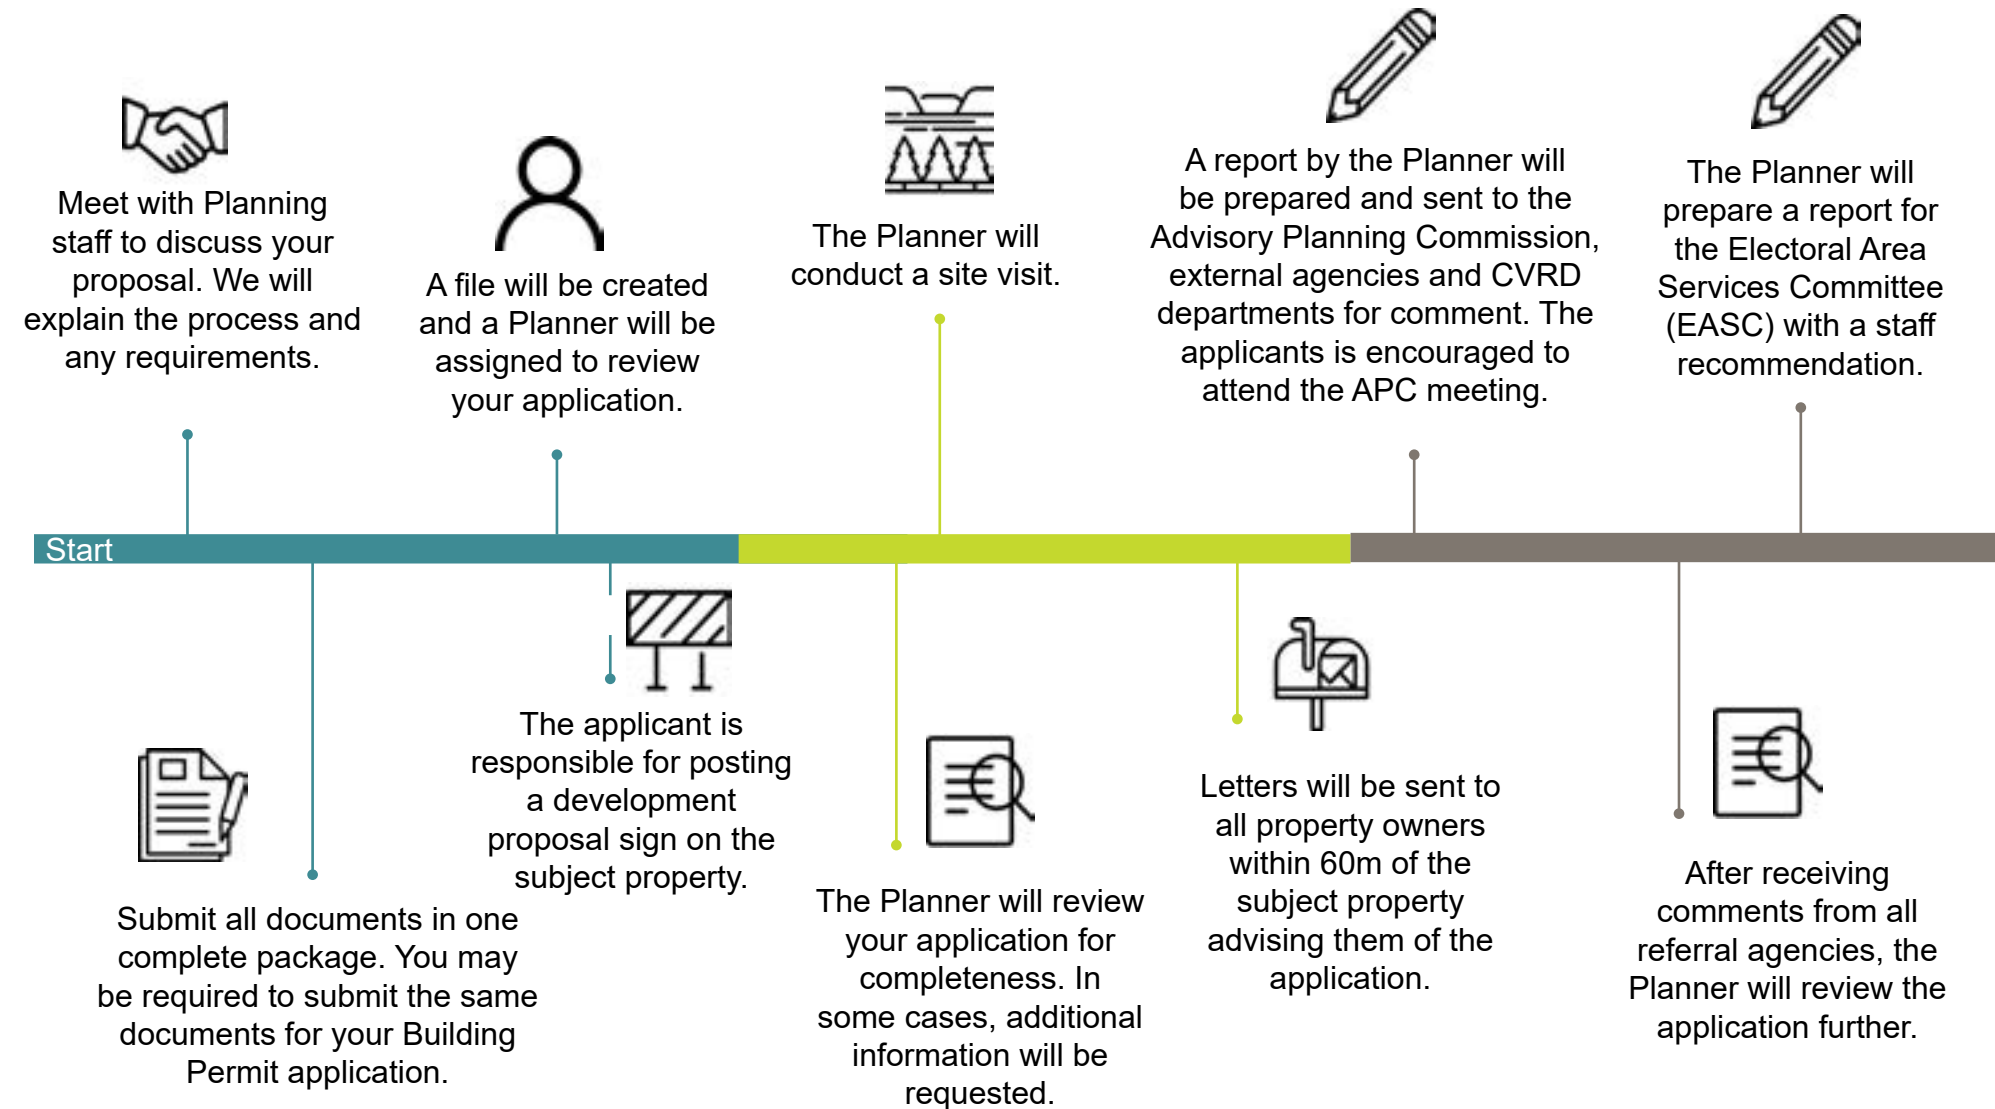 Meet with Planning
staff to discuss your
proposal. We will
explain the process and
any requirements.
A file will be created
and a Planner will be
assigned to review
your application.
The Planner will
conduct a site visit.
A report by the Planner will
be prepared and sent to the
Advisory Planning Commission,
external agencies and CVRD
departments for comment. The
applicants is encouraged to
attend the APC meeting.
The Planner will
prepare a report for
the Electoral Area
Services Committee
(EASC) with a staff
recommendation.
Start
Submit all documents in one
complete package. You may
be required to submit the same
documents for your Building
Permit application.
The applicant is
responsible for posting
a development
proposal sign on the
subject property.
The Planner will review
your application for
completeness. In
some cases, additional
information will be
requested.
Letters will be sent to
all property owners
within 60m of the
subject property
advising them of the
application.
After receiving
comments from all
referral agencies, the
Planner will review the
application further.